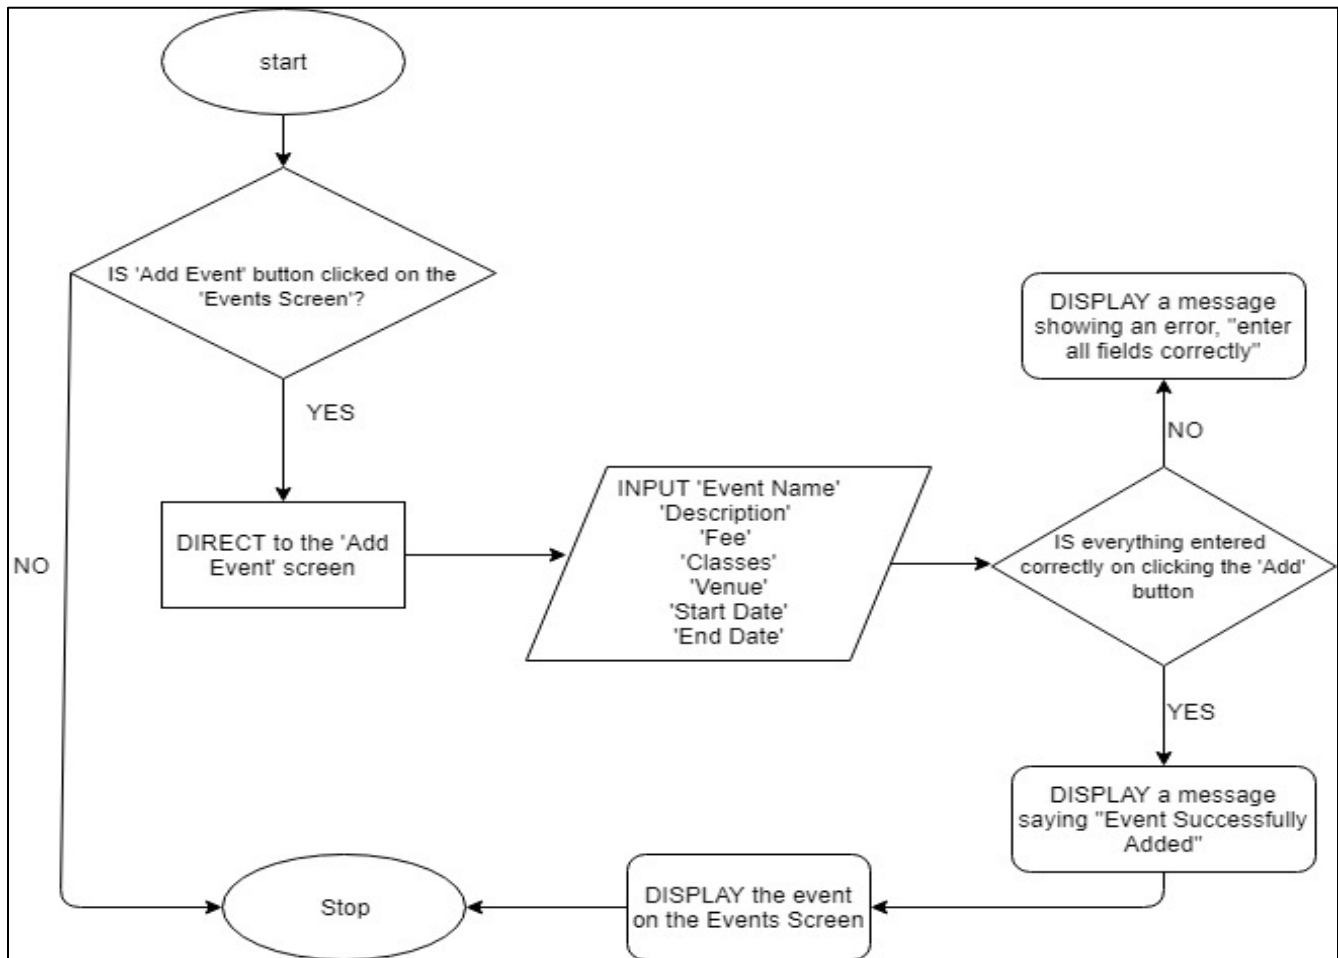 start
IS 'Add Event' button clicked on the
'Events Screen'?
YES
NO
DIRECT to the 'Add
Event' screen
INPUT 'Event Name'
'Description'
'Fee'
'Classes'
'Venue'
'Start Date'
'End Date'
IS everything entered
correctly on clicking the 'Add'
button
NO
DISPLAY a message
showing an error, "enter
all fields correctly"
YES
DISPLAY a message
saying "Event Successfully
Added"
DISPLAY the event
on the Events Screen
Stop